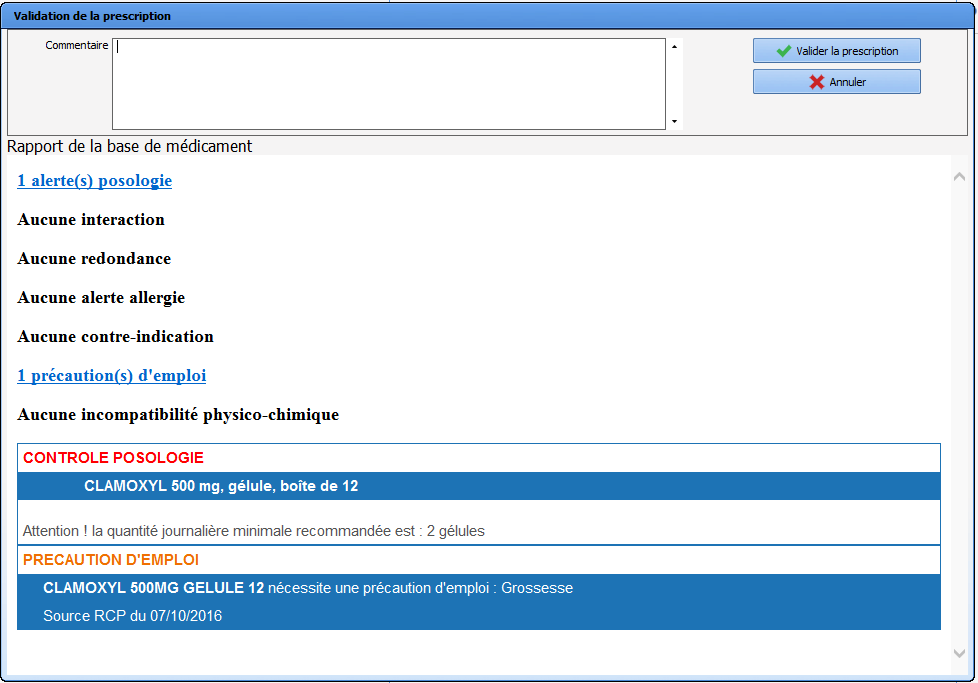 Validation de la prescription
Commentaire
Valider la prescription
Annuler
Rapport de la base de médicament
1 alerte(s) posologie
Aucune interaction
Aucune redondance
Aucune alerte allergie
Aucune contre-indication
1 précaution(s) d'emploi
Aucune incompatibilité physico-chimique
CONTROLE POSOLOGIE
CLAMOXYL 500 mg, gélule, boîte de 12
Attention ! la quantité journalière minimale recommandée est : 2 gélules
PRECAUTION D'EMPLOI
CLAMOXYL 500MG GELULE 12 nécessite une précaution d'emploi : Grossesse
Source RCP du 07/10/2016